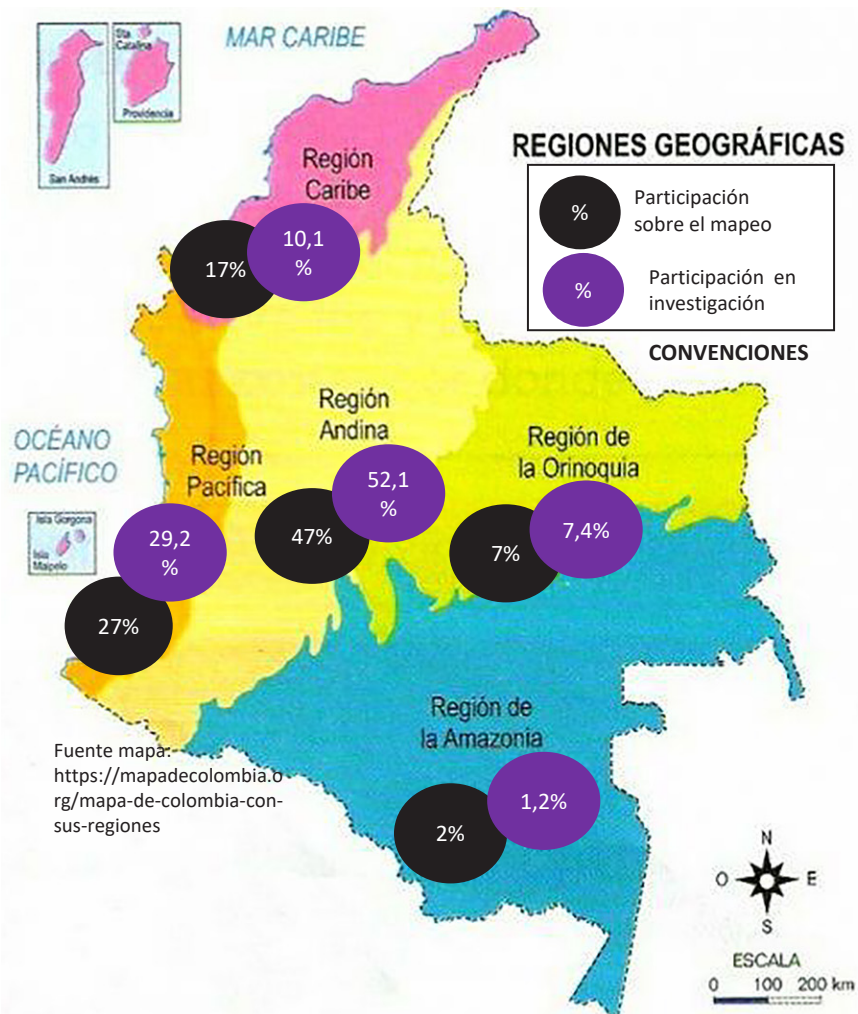 Sta.
Catalina
Providencia
San Andrés
MAR CARIBE
REGIONES GEOGRÁFICAS
%
Participación
sobre el mapeo
%
Participación en
investigación
CONVENCIONES
Región
Caribe
17%
10,1
%
Región
Andina
47%
52,1
%
Región de
la Orinoquia
7%
7,4%
OCÉANO
PACÍFICO
Región
Pacífica
Isla Gorgona
Isla
Malpelo
29,2
%
27%
Región de
la Amazonia
2%
1,2%
Fuente mapa:
https://mapadecolombia.o
rg/mapa-de-colombia-con-
sus-regiones
N
O
E
S
ESCALA
0 100 200 km